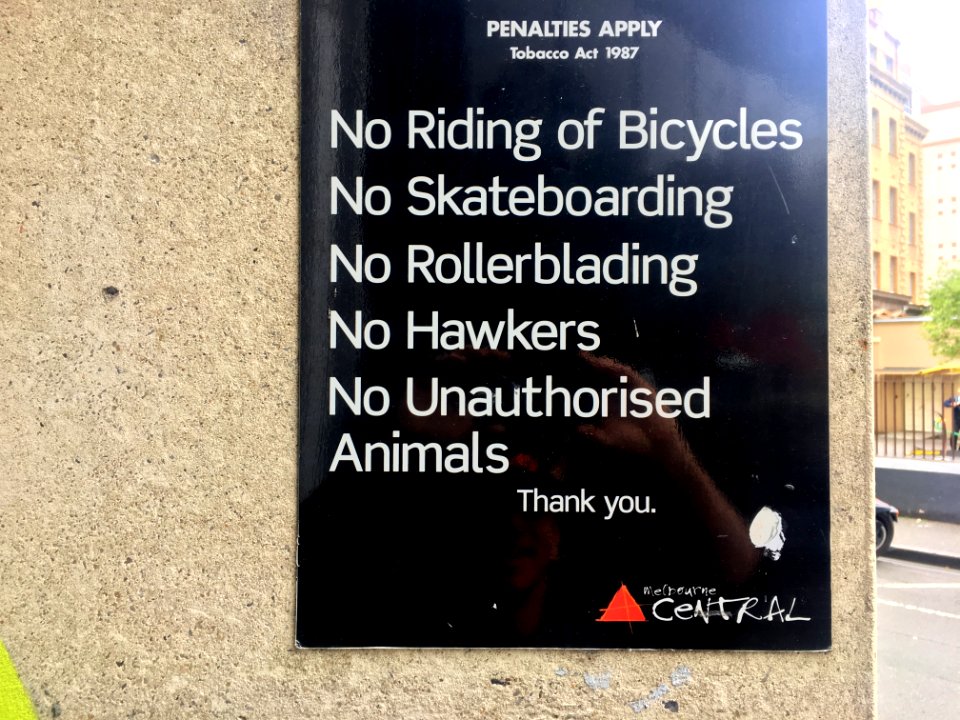 PENALTIES APPLY
Tobacco Act 1987
No Riding of Bicycles
No Skateboarding
No Rollerblading
No Hawkers
No Unauthorised
Animals
Thank you.
melbourne
CENTRAL